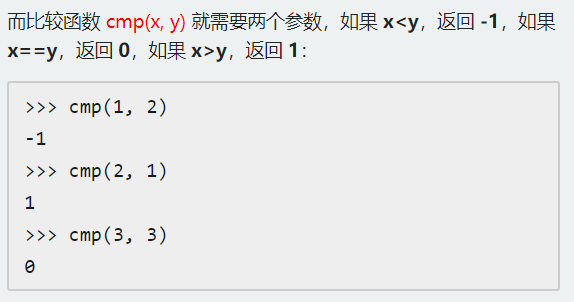 而比较函数 cmp(x, y) 就需要两个参数，如果 x<y，返回 -1，如果
x==y，返回 0，如果 x>y，返回 1：
>>> cmp(1, 2)
-1
>>> cmp(2, 1)
1
>>> cmp(3, 3)
0